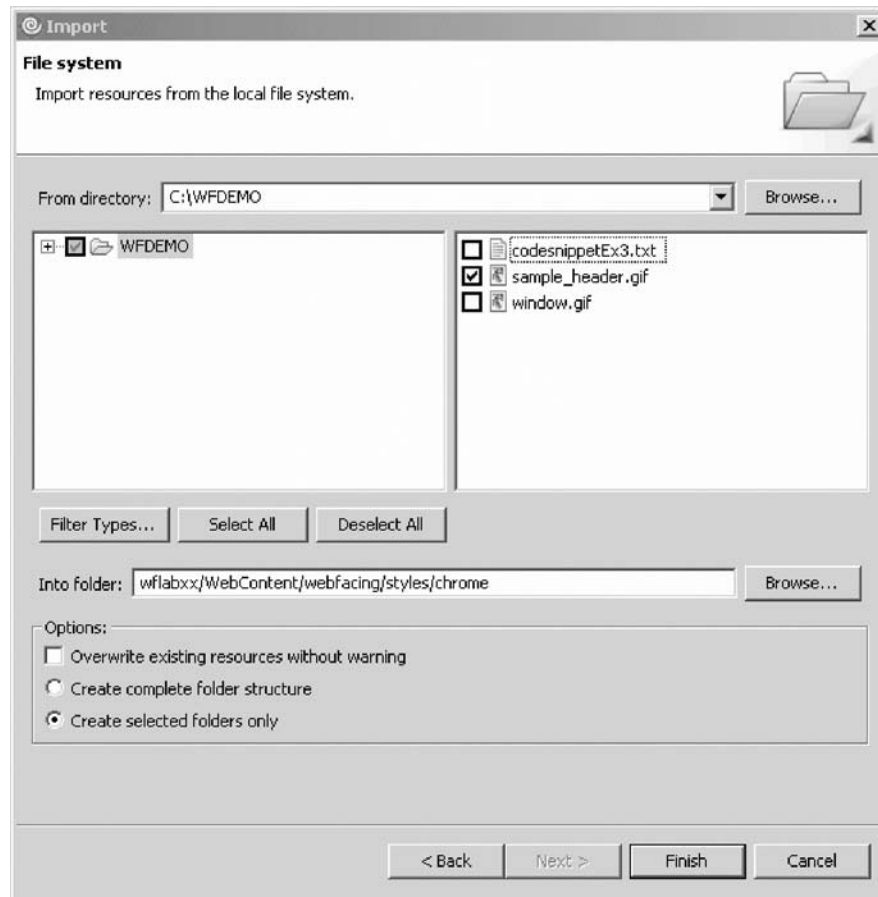 Import
File system
Import resources from the local file system.
From directory: C:\WFDEMO Browse...
WFDEMO
codesnippetEx3.txt
sample_header.gif
window.gif
Filter Types... Select All Deselect All
Into folder: wflabxx/WebContent/webfacing/styles/chrome Browse...
Options:
Overwrite existing resources without warning
Create complete folder structure
Create selected folders only
< Back Next > Finish Cancel